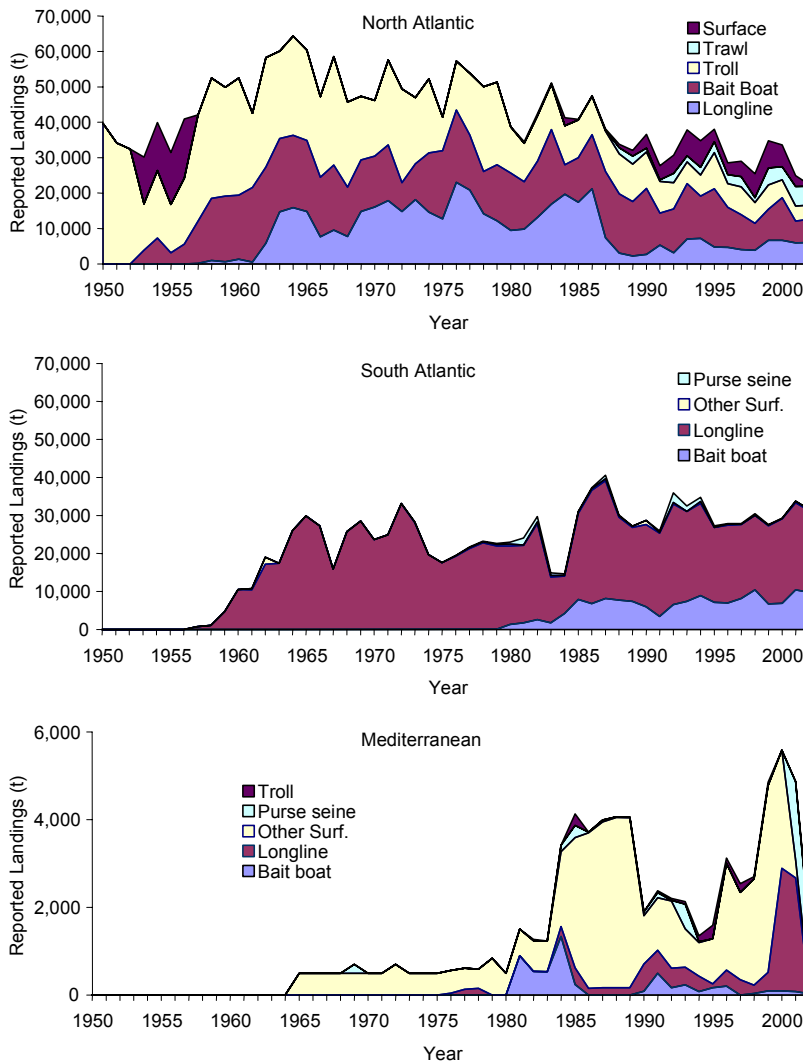 North Atlantic
Reported Landings (t)
70,000
60,000
50,000
40,000
30,000
20,000
10,000
0
Surface
Trawl
Troll
Bait Boat
Longline
1950 1955 1960 1965 1970 1975 1980 1985 1990 1995 2000
Year
South Atlantic
Reported Landings (t)
70,000
60,000
50,000
40,000
30,000
20,000
10,000
0
Purse seine
Other Surf.
Longline
Bait boat
1950 1955 1960 1965 1970 1975 1980 1985 1990 1995 2000
Year
Mediterranean
Reported Landings (t)
6,000
4,000
2,000
0
Troll
Purse seine
Other Surf.
Longline
Bait boat
1950 1955 1960 1965 1970 1975 1980 1985 1990 1995 2000
Year